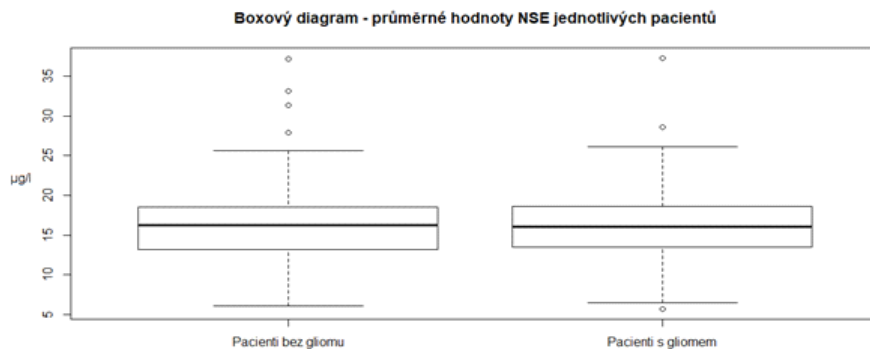 Boxový diagram - průměrné hodnoty NSE jednotlivých pacientů
35
30
25
20
15
10
5
µg/l
Pacienti bez gliomu
Pacienti s gliomem